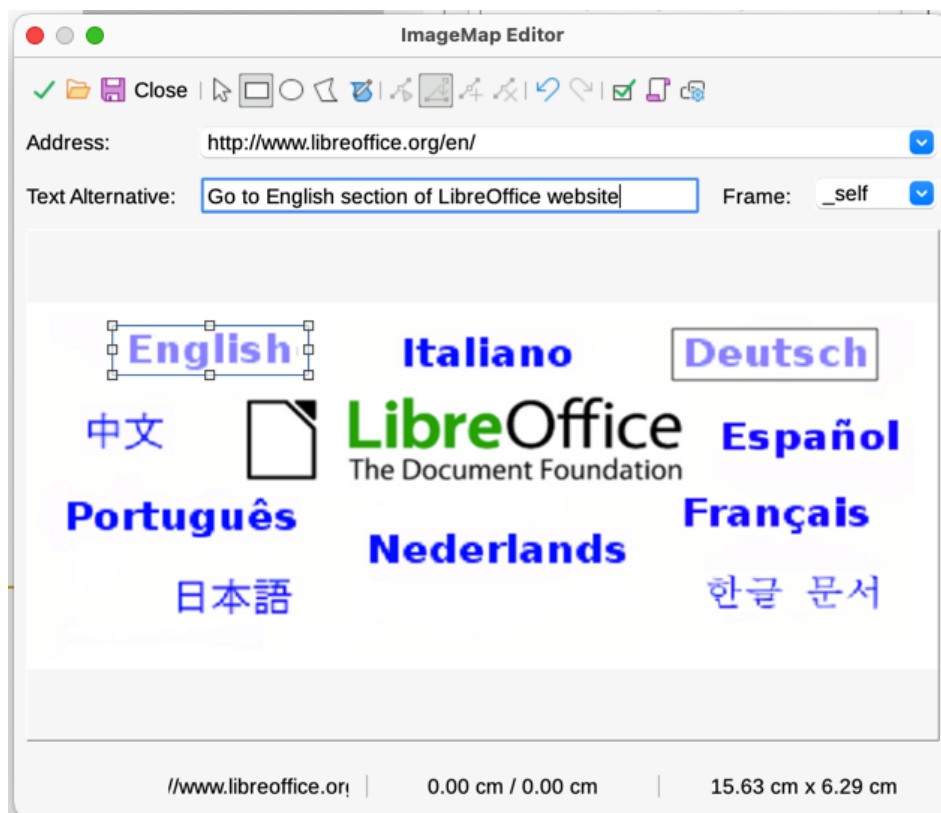 ImageMap Editor
Close
Address: http://www.libreoffice.org/en/
Text Alternative: Go to English section of LibreOffice website Frame: _self
English Italiano Deutsch
中文 LibreOffice Español
The Document Foundation
Português Français
Nederlands
日本語 한글 문서
//www.libreoffice.org 0.00 cm / 0.00 cm 15.63 cm x 6.29 cm